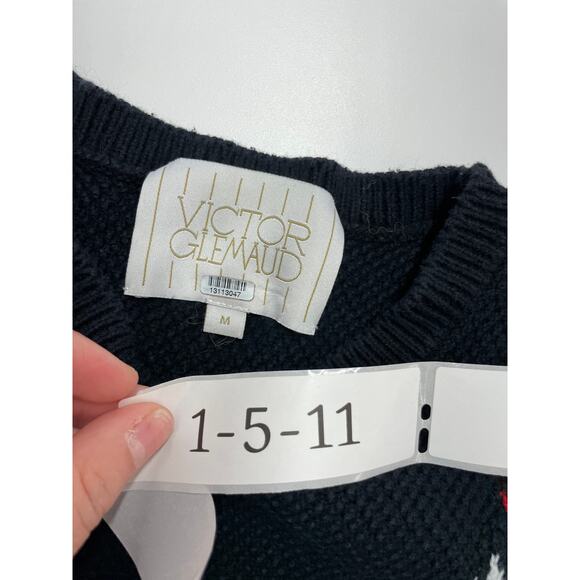 VICTOR
GLEMAUD
13113047
M
1-5-11